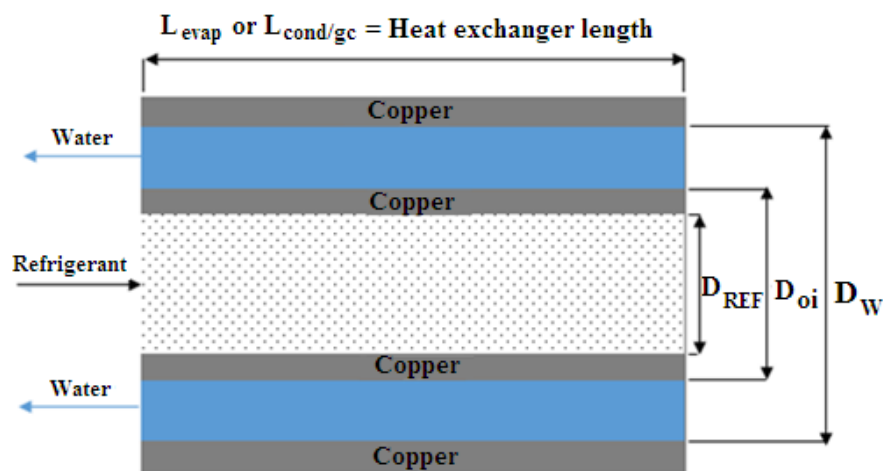 L evap or L cond/gc = Heat exchanger length
Copper
Water
Copper
Refrigerant
D REF D oi D W
Copper
Water
Copper